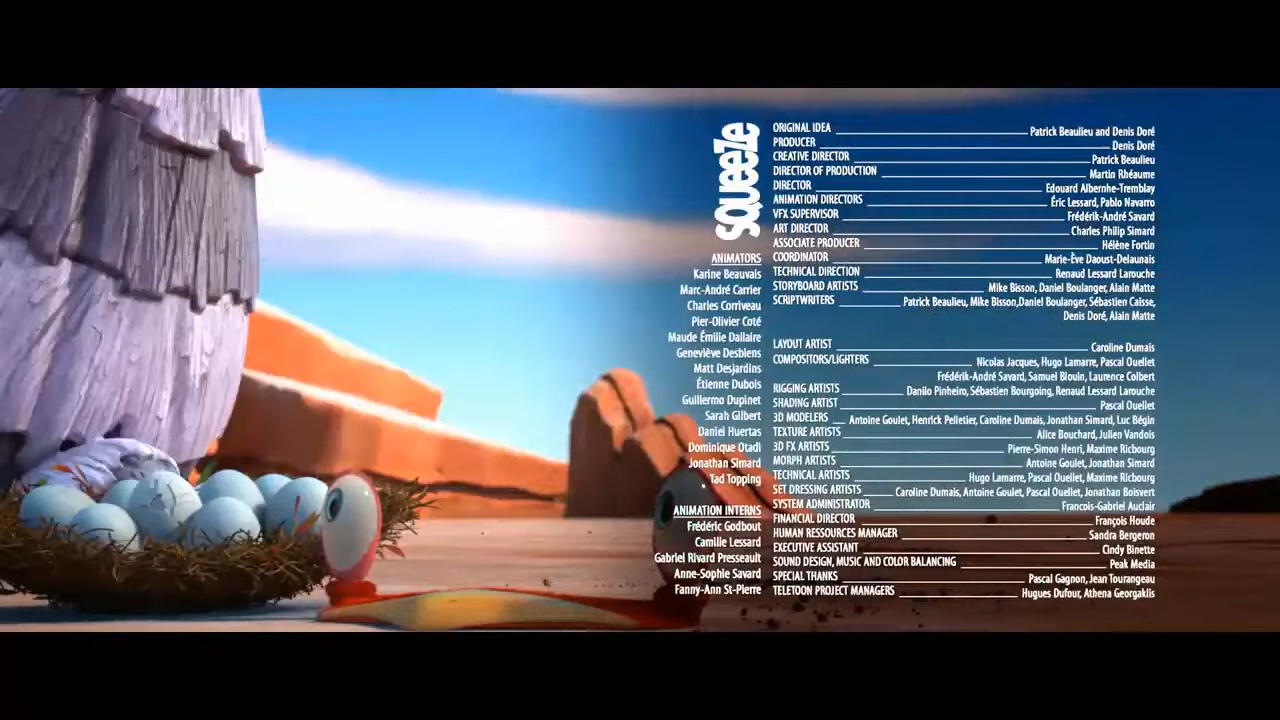 squeeze
ORIGINAL IDEA Patrick Beaulieu and Denis Doré
PRODUCER Denis Doré
CREATIVE DIRECTOR Patrick Beaulieu
DIRECTOR OF PRODUCTION Martin Rhéaume
DIRECTOR Edouard Albernhe-Tremblay
ANIMATION DIRECTORS Éric Lessard, Pablo Navarro
VFX SUPERVISOR Frédérik-André Savard
ART DIRECTOR Charles Philip Simard
ASSOCIATE PRODUCER Hélène Fortin
COORDINATOR Marie-Ève Daoust-Delaunais
TECHNICAL DIRECTION Renaud Lessard Larouche
STORYBOARD ARTISTS Mike Bisson, Daniel Boulanger, Alain Matte
SCRIPTWRITERS Patrick Beaulieu, Mike Bisson,Daniel Boulanger, Sébastien Caisse,
Denis Doré, Alain Matte
LAYOUT ARTIST Caroline Dumais
COMPOSITORS/LIGHTERS Nicolas Jacques, Hugo Lamarre, Pascal Ouellet
Frédérik-André Savard, Samuel Blouin, Laurence Colbert
RIGGING ARTISTS Danilo Pinheiro, Sébastien Bourgoing, Renaud Lessard Larouche
SHADING ARTIST Pascal Ouellet
3D MODELERS Antoine Goulet, Henrick Pelletier, Caroline Dumais, Jonathan Simard, Luc Bégin
TEXTURE ARTISTS Alice Bouchard, Julien Vandois
3D FX ARTISTS Pierre-Simon Henri, Maxime Ricbourg
MORPH ARTISTS Antoine Goulet, Jonathan Simard
TECHNICAL ARTISTS Hugo Lamarre, Pascal Ouellet, Maxime Ricbourg
SET DRESSING ARTISTS Caroline Dumais, Antoine Goulet, Pascal Ouellet, Jonathan Boisvert
SYSTEM ADMINISTRATOR Francois-Gabriel Auclair
FINANCIAL DIRECTOR François Houde
HUMAN RESSOURCES MANAGER Sandra Bergeron
EXECUTIVE ASSISTANT Cindy Binette
SOUND DESIGN, MUSIC AND COLOR BALANCING Peak Media
SPECIAL THANKS Pascal Gagnon, Jean Tourangeau
TELETOON PROJECT MANAGERS Hugues Dufour, Athena Georgaklis
ANIMATORS
Karine Beauvais
Marc-André Carrier
Charles Corriveau
Pier-Olivier Coté
Maude Émilie Dallaire
Geneviève Desbiens
Matt Desjardins
Étienne Dubois
Guillermo Dupinet
Sarah Gilbert
Daniel Huertas
Dominique Otadi
Jonathan Simard
Tad Topping
ANIMATION INTERNS
Frédéric Godbout
Camille Lessard
Gabriel Rivard Presseault
Anne-Sophie Savard
Fanny-Ann St-Pierre